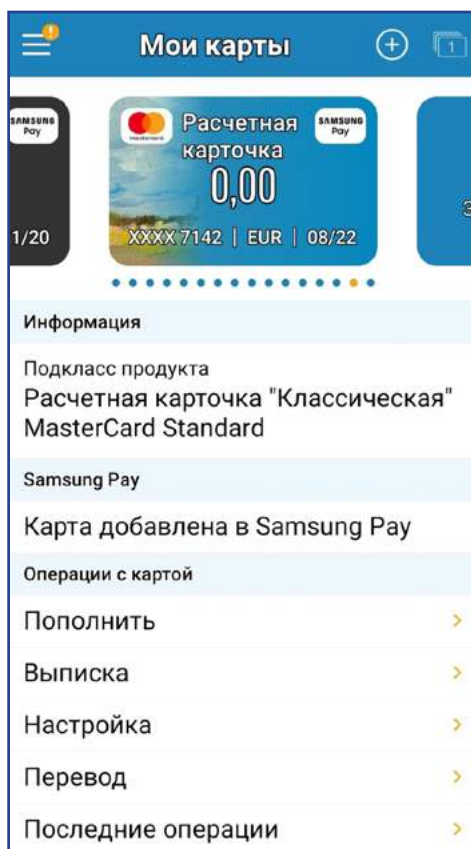 !
Мои карты
1
SAMSUNG
Pay
1/20
mastercard
Расчетная
карточка
SAMSUNG
Pay
0,00
XXXX 7142 | EUR | 08/22
Э
Информация
Подкласс продукта
Расчетная карточка "Классическая"
MasterCard Standard
Samsung Pay
Карта добавлена в Samsung Pay
Операции с картой
Пополнить
Выписка
Настройка
Перевод
Последние операции